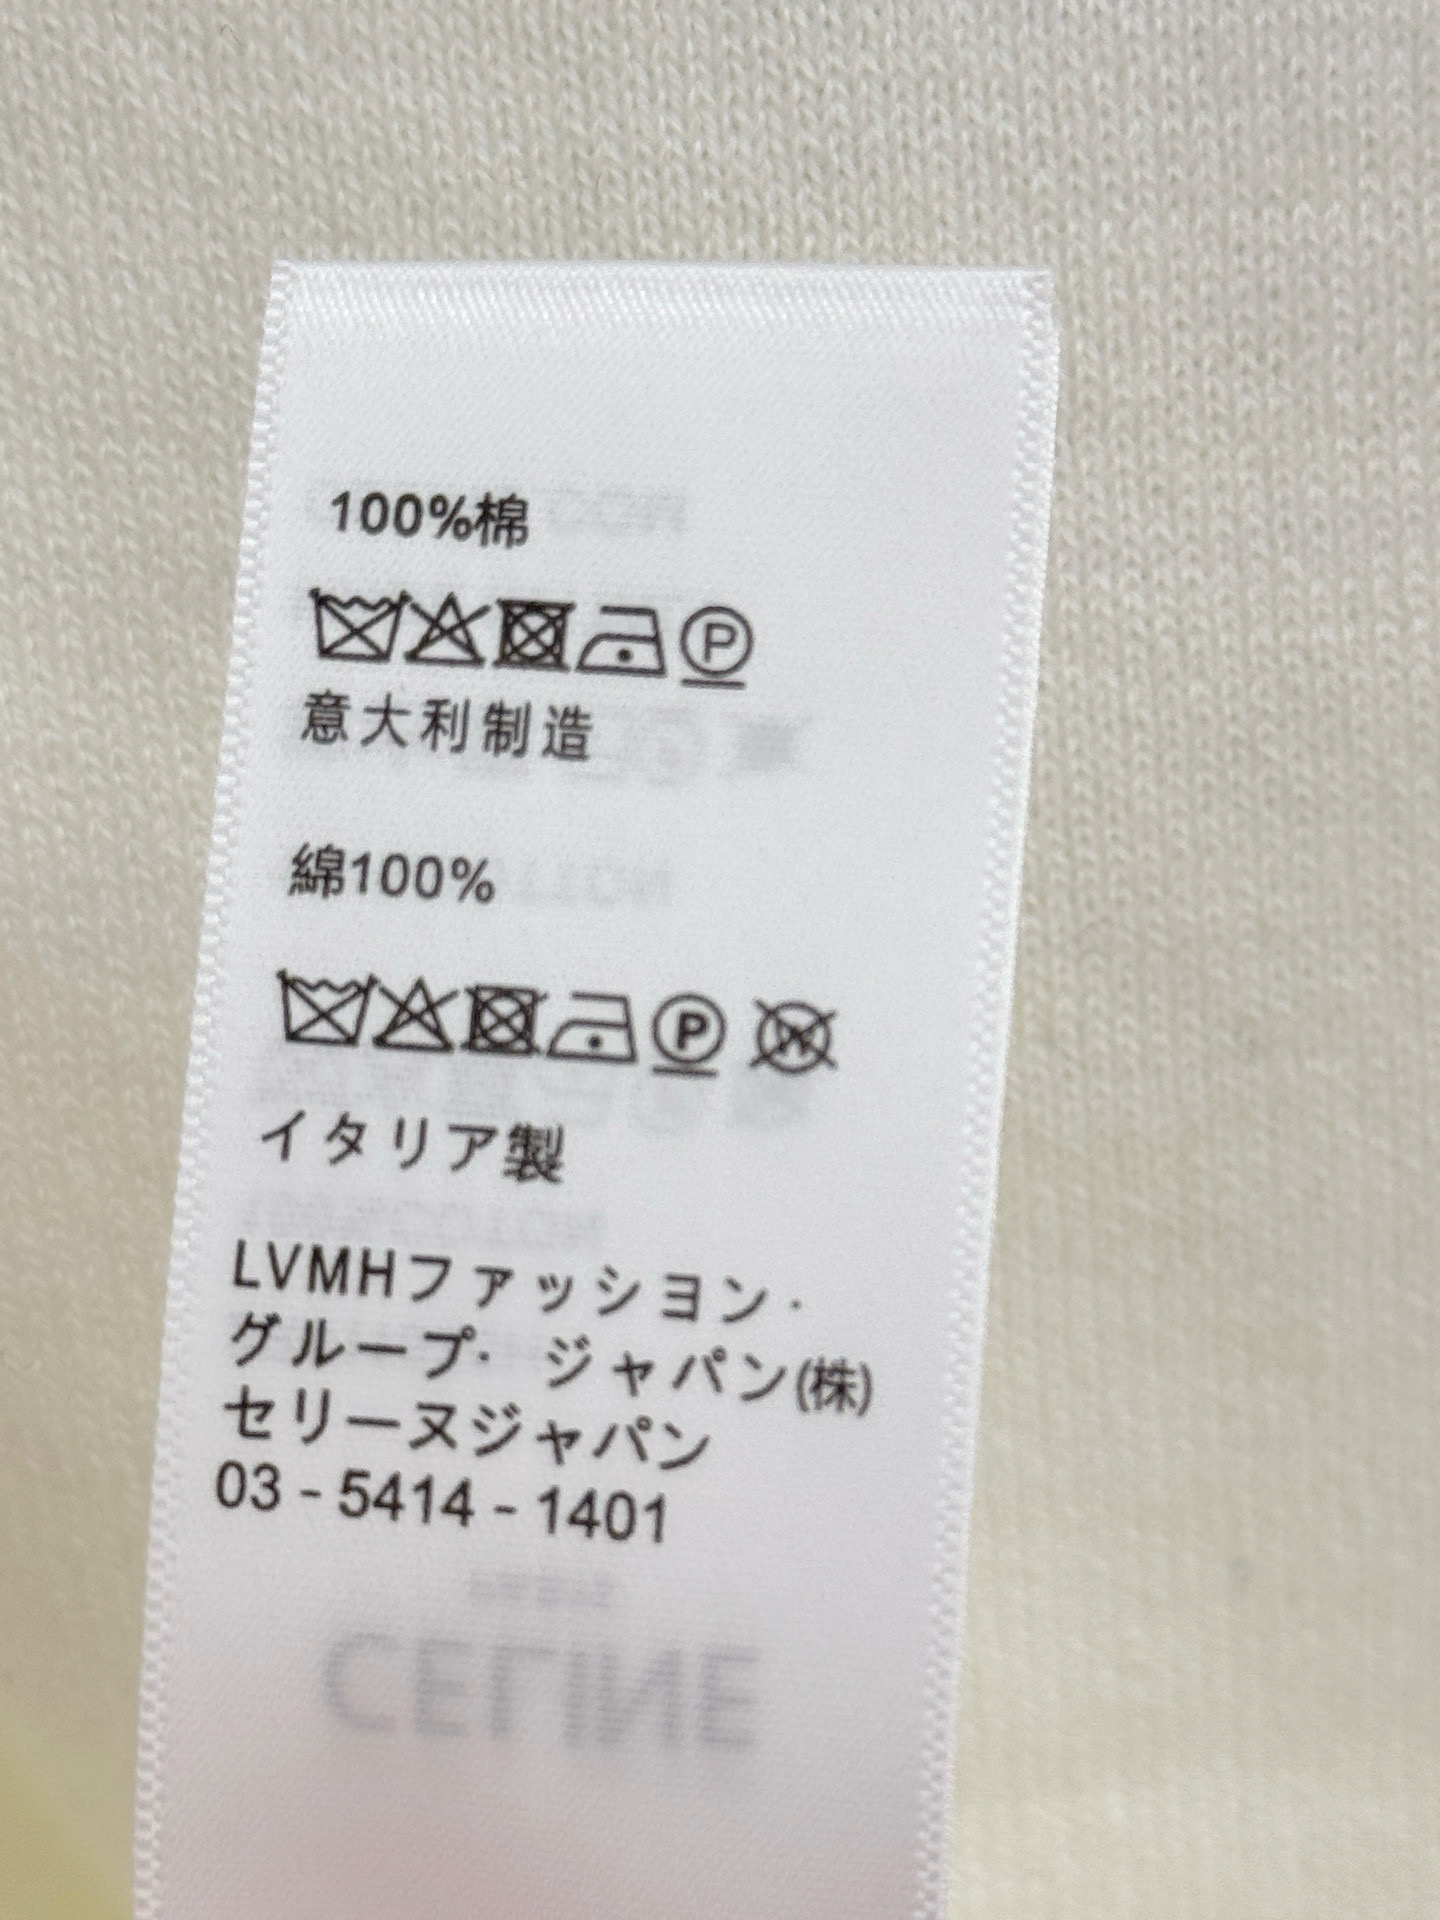 100%棉
P
意大利制造
綿100%
P W
イタリア製
LVMHファッション·
グループ· ジャパン(株)
セリーヌジャパン
03-5414-1401
CELINE